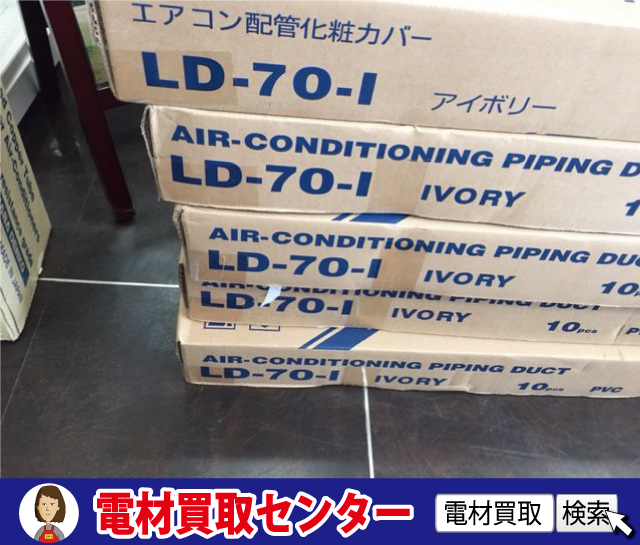 エアコン配管化粧カバー
LD-70-I
アイボリー
AIR-CONDITIONING PIPING
LD-70-I IVORY
AIR-CONDITIONING PIPING
LD-70-I IVORY
AIR-CONDITIONING PIPING DUCT
LD-70-I IVORY 10pcs
AIR-CONDITIONING PIPING DUCT
LD-70-I IVORY 10pcs PVC
電材買取センター
電材買取 検索